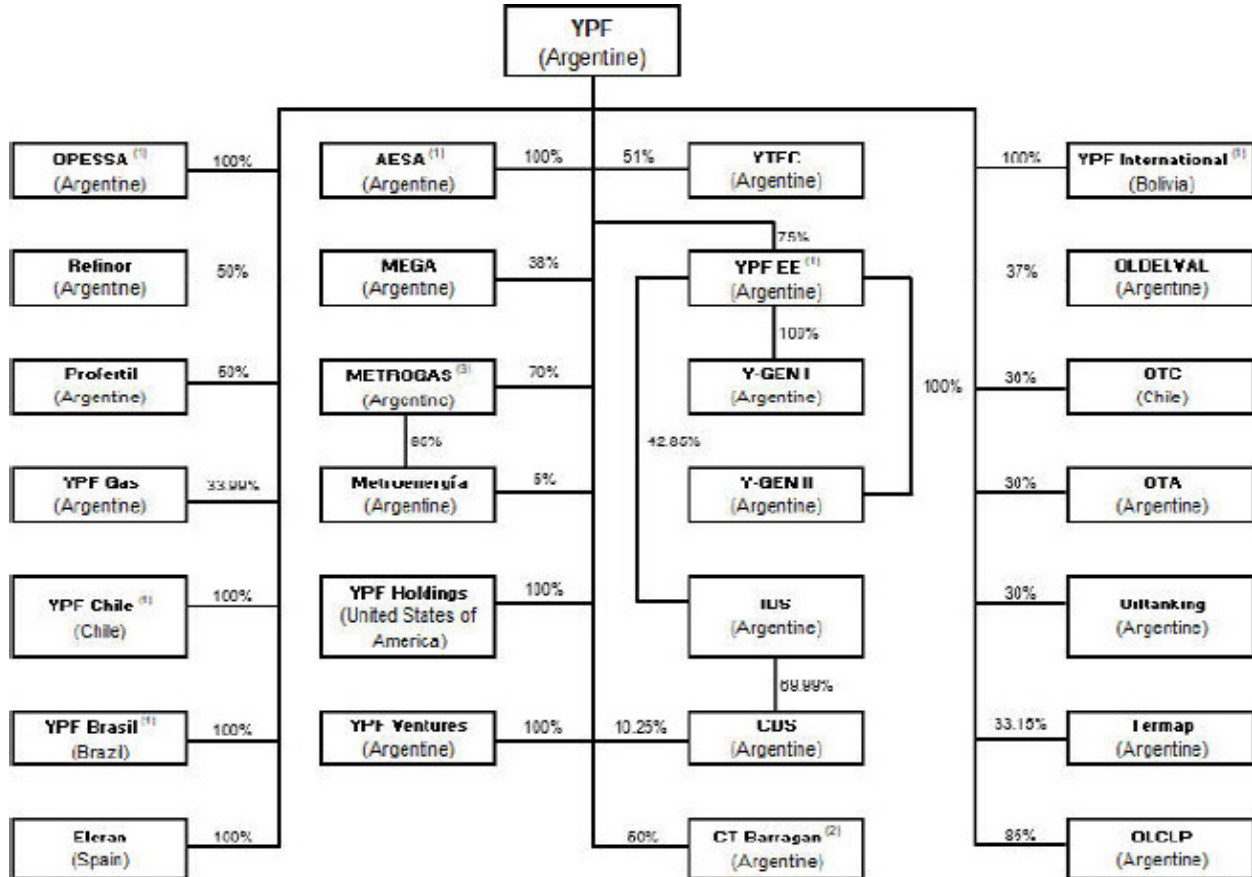 YPF
(Argentine)
OPESSA (1)
(Argentine)
100%
AESA (1)
(Argentine)
100%
51%
YTEC
(Argentine)
100%
YPF International (1)
(Bolivia)
75%
Refinor
(Argentine)
50%
MEGA
(Argentine)
38%
YPF EE (1)
(Argentine)
37%
OLDELVAL
(Argentine)
100%
Profertil
(Argentine)
50%
METROGAS (3)
(Argentine)
70%
Y-GEN I
(Argentine)
100%
36%
OTC
(Chile)
42.86%
YPF Gas
(Argentine)
33.99%
Metroenergía
(Argentine)
5%
Y-GEN II
(Argentine)
30%
OTA
(Argentine)
YPF Chile (1)
(Chile)
100%
YPF Holdings
(United States of
America)
100%
(Argentine)
30%
Oiltanking
(Argentine)
69.99%
YPF Brasil (1)
(Brazil)
100%
YPF Ventures
(Argentine)
100%
10.25%
CDS
(Argentine)
33.15%
Termap
(Argentine)
Eleran
(Spain)
100%
CT Barragan (2)
(Argentine)
OLCLP
(Argentine)